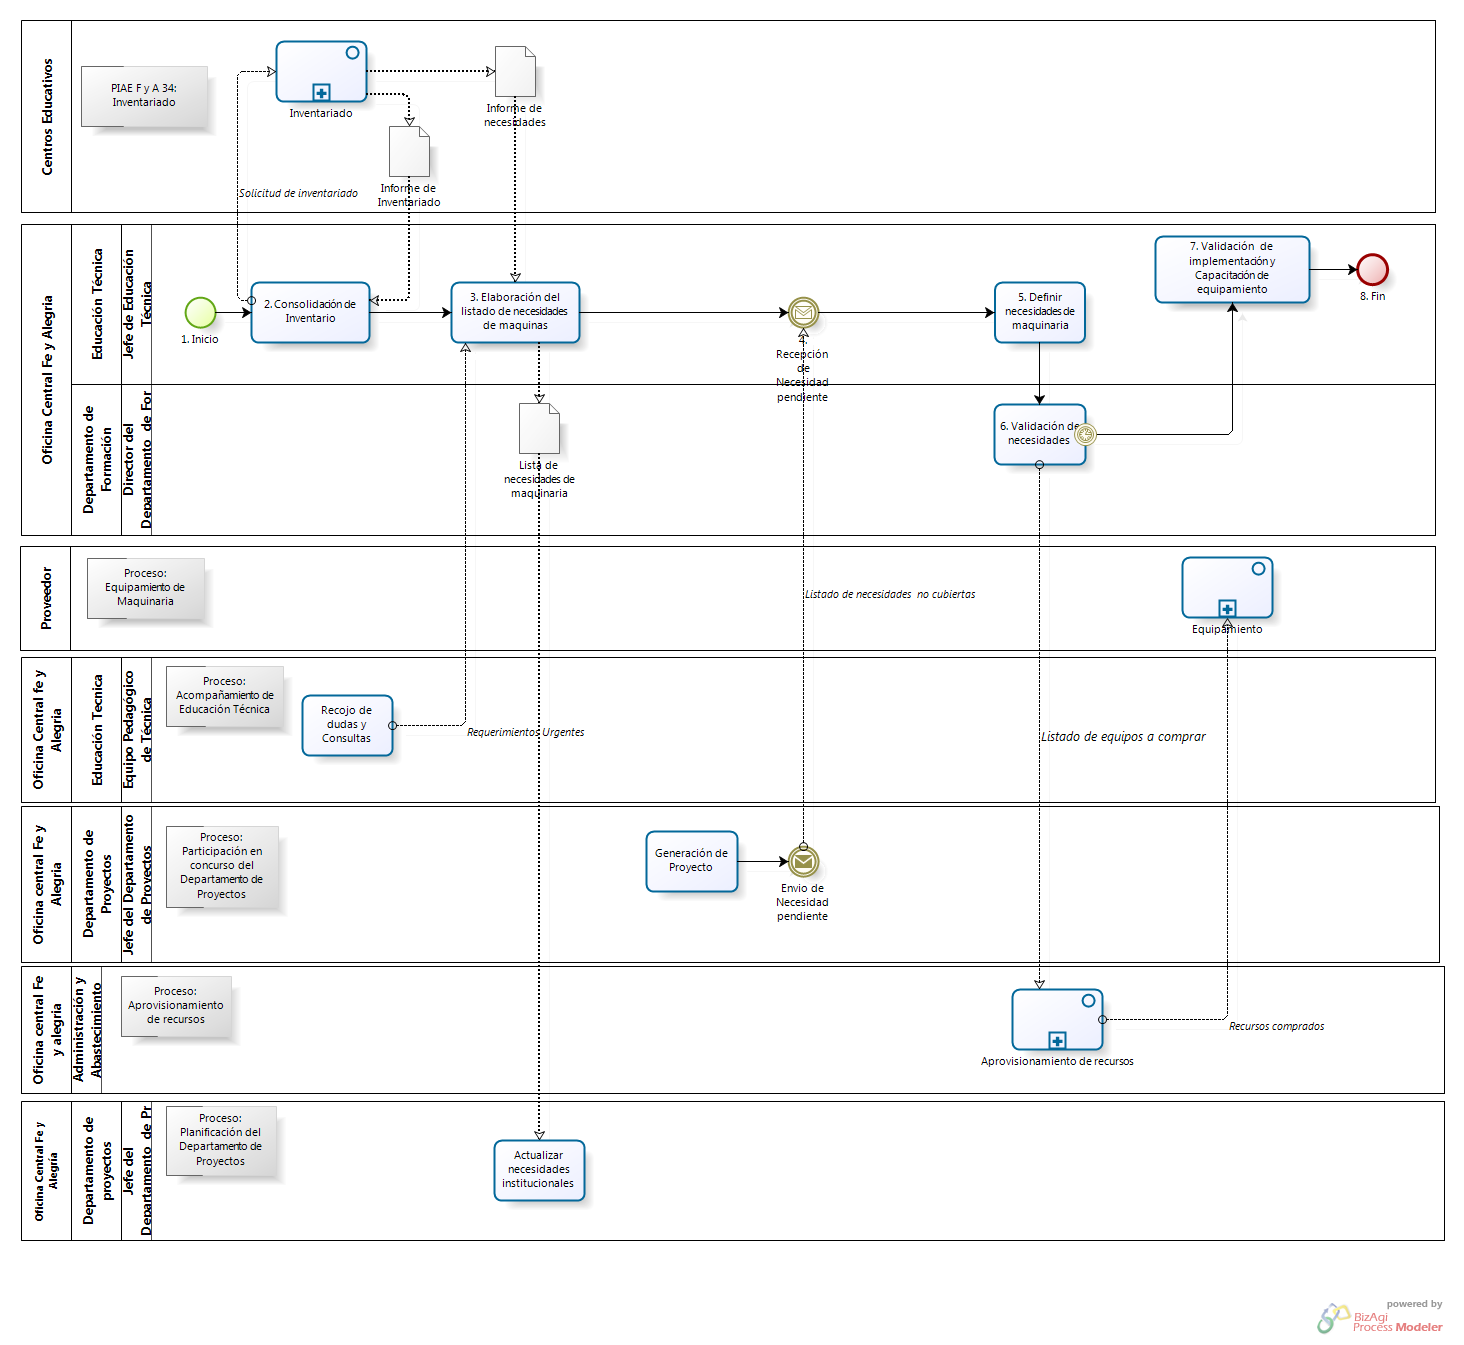 Centros Educativos
PIAE F y A 34:
Inventariado
Inventariado
Informe de
necesidades
Informe de
Inventariado
Solicitud de inventariado
Oficina Central Fe y Alegria
Educación Técnica
Jefe de Educación
Técnica
1. Inicio
2. Consolidación de
Inventario
3. Elaboración del
listado de necesidades
de maquinas
4.
Recepción
de
Necesidad
pendiente
5. Definir
necesidades de
maquinaria
7. Validación de
implementación y
Capacitación de
equipamiento
8. Fin
Departamento de
Formación
Director del
Departamento de For
Lista de
necesidades de
maquinaria
6. Validación de
necesidades
Proveedor
Proceso:
Equipamiento de
Maquinaria
Listado de necesidades no cubiertas
Equipamiento
Oficina Central fe y
Alegria
Educación Tecnica
Equipo Pedagógico
de Técnica
Proceso:
Acompañamiento de
Educación Técnica
Recojo de
dudas y
Consultas
Requerimientos Urgentes
Listado de equipos a comprar
Oficina central Fe y
Alegria
Departamento de
Proyectos
Jefe del Departamento
de Proyectos
Proceso:
Participación en
concurso del
Departamento de
Proyectos
Generación de
Proyecto
Envio de
Necesidad
pendiente
Oficina central Fe
y alegria
Administración y
Abastecimiento
Proceso:
Aprovisionamiento
de recursos
Aprovisionamiento de recursos
Recursos comprados
Oficina Central Fe y
Alegría
Departamento de
proyectos
Jefe del
Departamento de Pr
Proceso:
Planificación del
Departamento de
Proyectos
Actualizar
necesidades
institucionales
powered by
BizAgi
Process Modeler